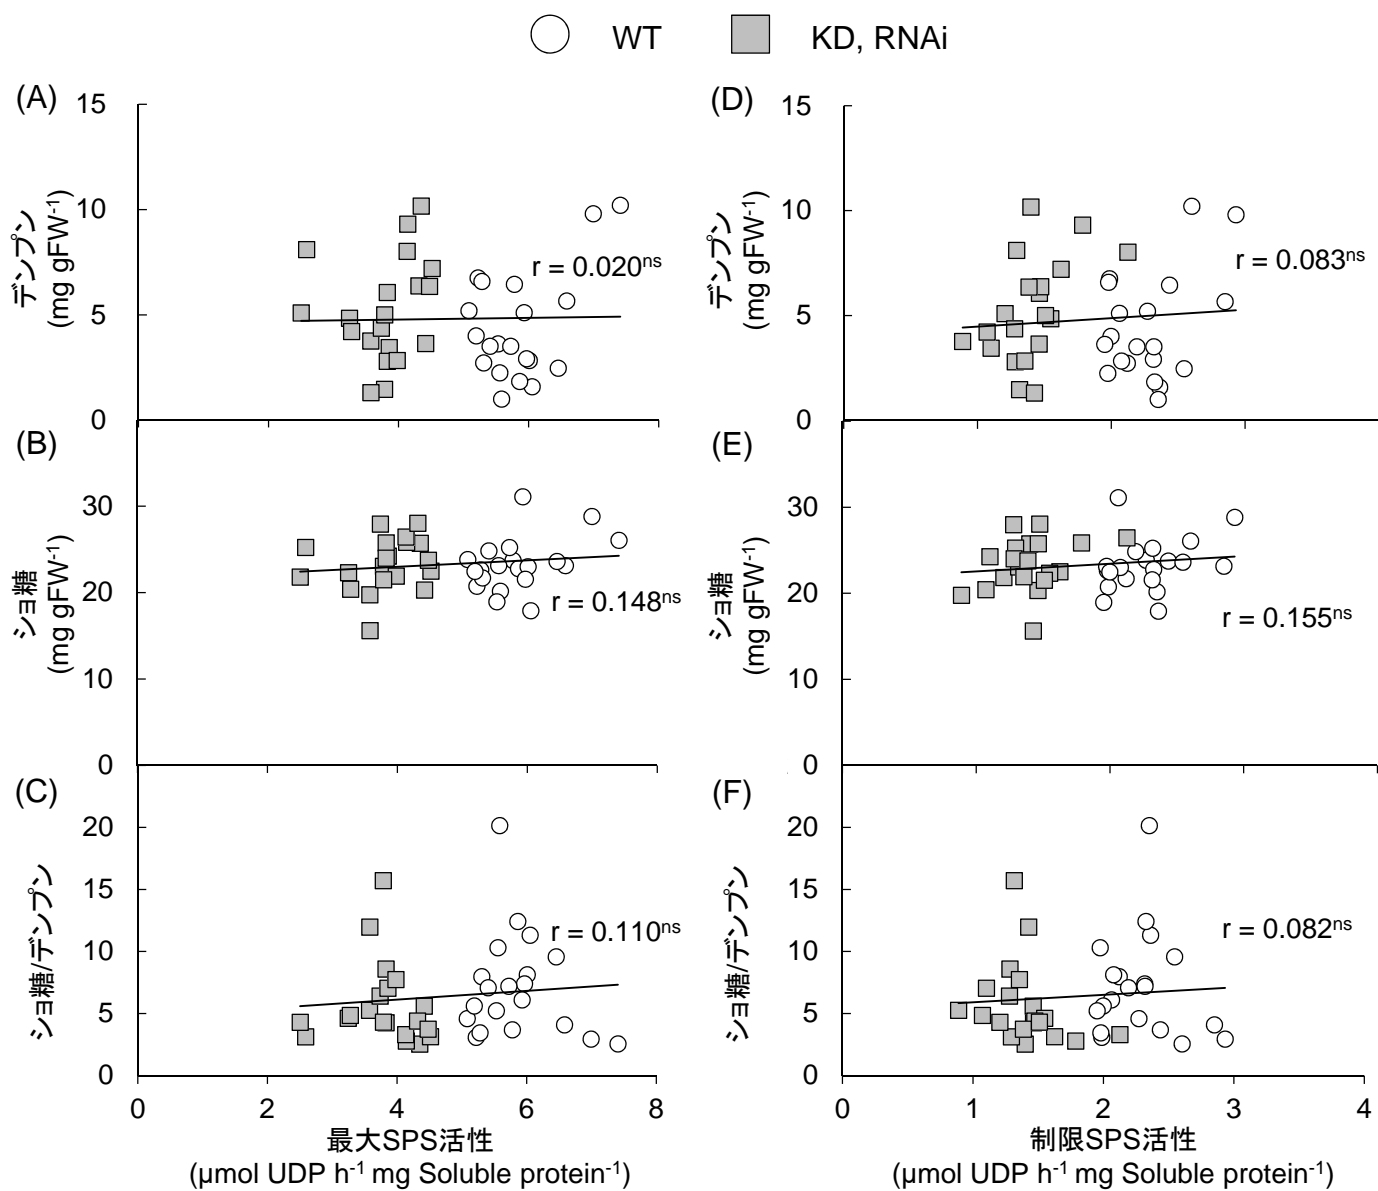 WT KD, RNAi
(A)
15
10
5
0
デンプン
(mg gFW⁻¹)
r = 0.020ⁿˢ
(D)
15
10
5
0
デンプン
(mg gFW⁻¹)
r = 0.083ⁿˢ
(B)
30
20
10
0
ショ糖
(mg gFW⁻¹)
r = 0.148ⁿˢ
(E)
30
20
10
0
ショ糖
(mg gFW⁻¹)
r = 0.155ⁿˢ
(C)
20
15
10
5
0
ショ糖/デンプン
r = 0.110ⁿˢ
0 2 4 6 8
最大SPS活性
(μmol UDP h⁻¹ mg Soluble protein⁻¹)
(F)
20
15
10
5
0
ショ糖/デンプン
r = 0.082ⁿˢ
0 1 2 3 4
制限SPS活性
(μmol UDP h⁻¹ mg Soluble protein⁻¹)